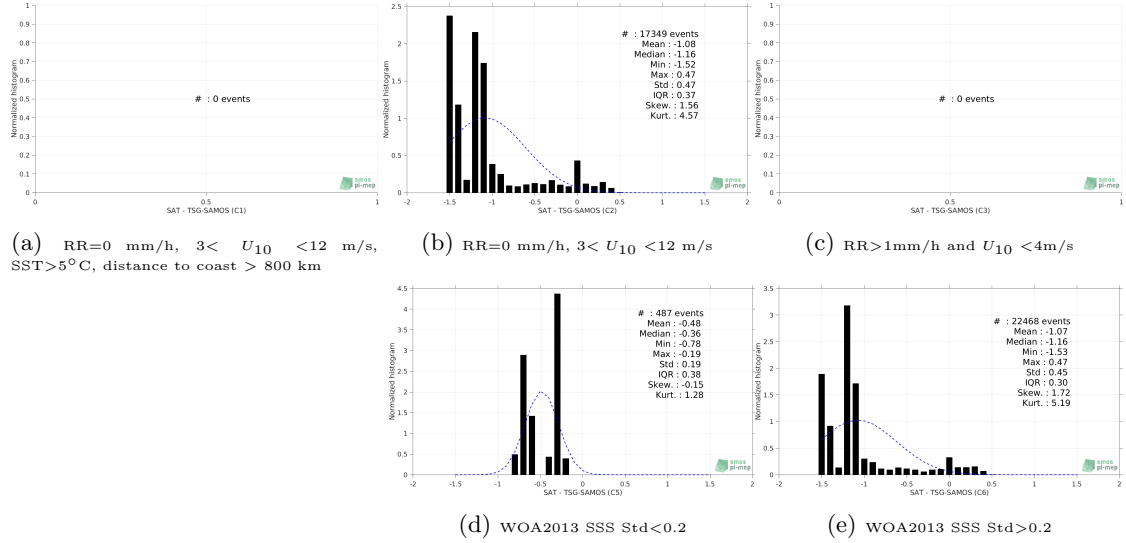 1
0.9
0.8
0.7
0.6
0.5
0.4
0.3
0.2
0.1
0
Normalized histogram
# : 0 events
smos
pi-mep
0 0.5 1
SAT - TSG-SAMOS (C1)
(a) RR=0 mm/h, 3< U10 <12 m/s,
SST>5°C, distance to coast > 800 km
2.5
2
1.5
1
0.5
0
Normalized histogram
# : 17349 events
Mean : -1.08
Median : -1.16
Min : -1.52
Max : 0.47
Std : 0.47
IQR : 0.37
Skew. : 1.56
Kurt. : 4.57
smos
pi-mep
-2 -1.5 -1 -0.5 0 0.5 1 1.5 2
SAT - TSG-SAMOS (C2)
(b) RR=0 mm/h, 3< U10 <12 m/s
1
0.9
0.8
0.7
0.6
0.5
0.4
0.3
0.2
0.1
0
Normalized histogram
# : 0 events
smos
pi-mep
0 0.5 1
SAT - TSG-SAMOS (C3)
(c) RR>1mm/h and U10 <4m/s
4.5
4
3.5
3
2.5
2
1.5
1
0.5
0
Normalized histogram
# : 487 events
Mean : -0.48
Median : -0.36
Min : -0.78
Max : -0.19
Std : 0.19
IQR : 0.38
Skew. : -0.15
Kurt. : 1.28
smos
pi-mep
-2 -1.5 -1 -0.5 0 0.5 1 1.5 2
SAT - TSG-SAMOS (C5)
(d) WOA2013 SSS Std<0.2
3.5
3
2.5
2
1.5
1
0.5
0
Normalized histogram
# : 22468 events
Mean : -1.07
Median : -1.16
Min : -1.53
Max : 0.47
Std : 0.45
IQR : 0.30
Skew. : 1.72
Kurt. : 5.19
smos
pi-mep
-2 -1.5 -1 -0.5 0 0.5 1 1.5 2
SAT - TSG-SAMOS (C6)
(e) WOA2013 SSS Std>0.2